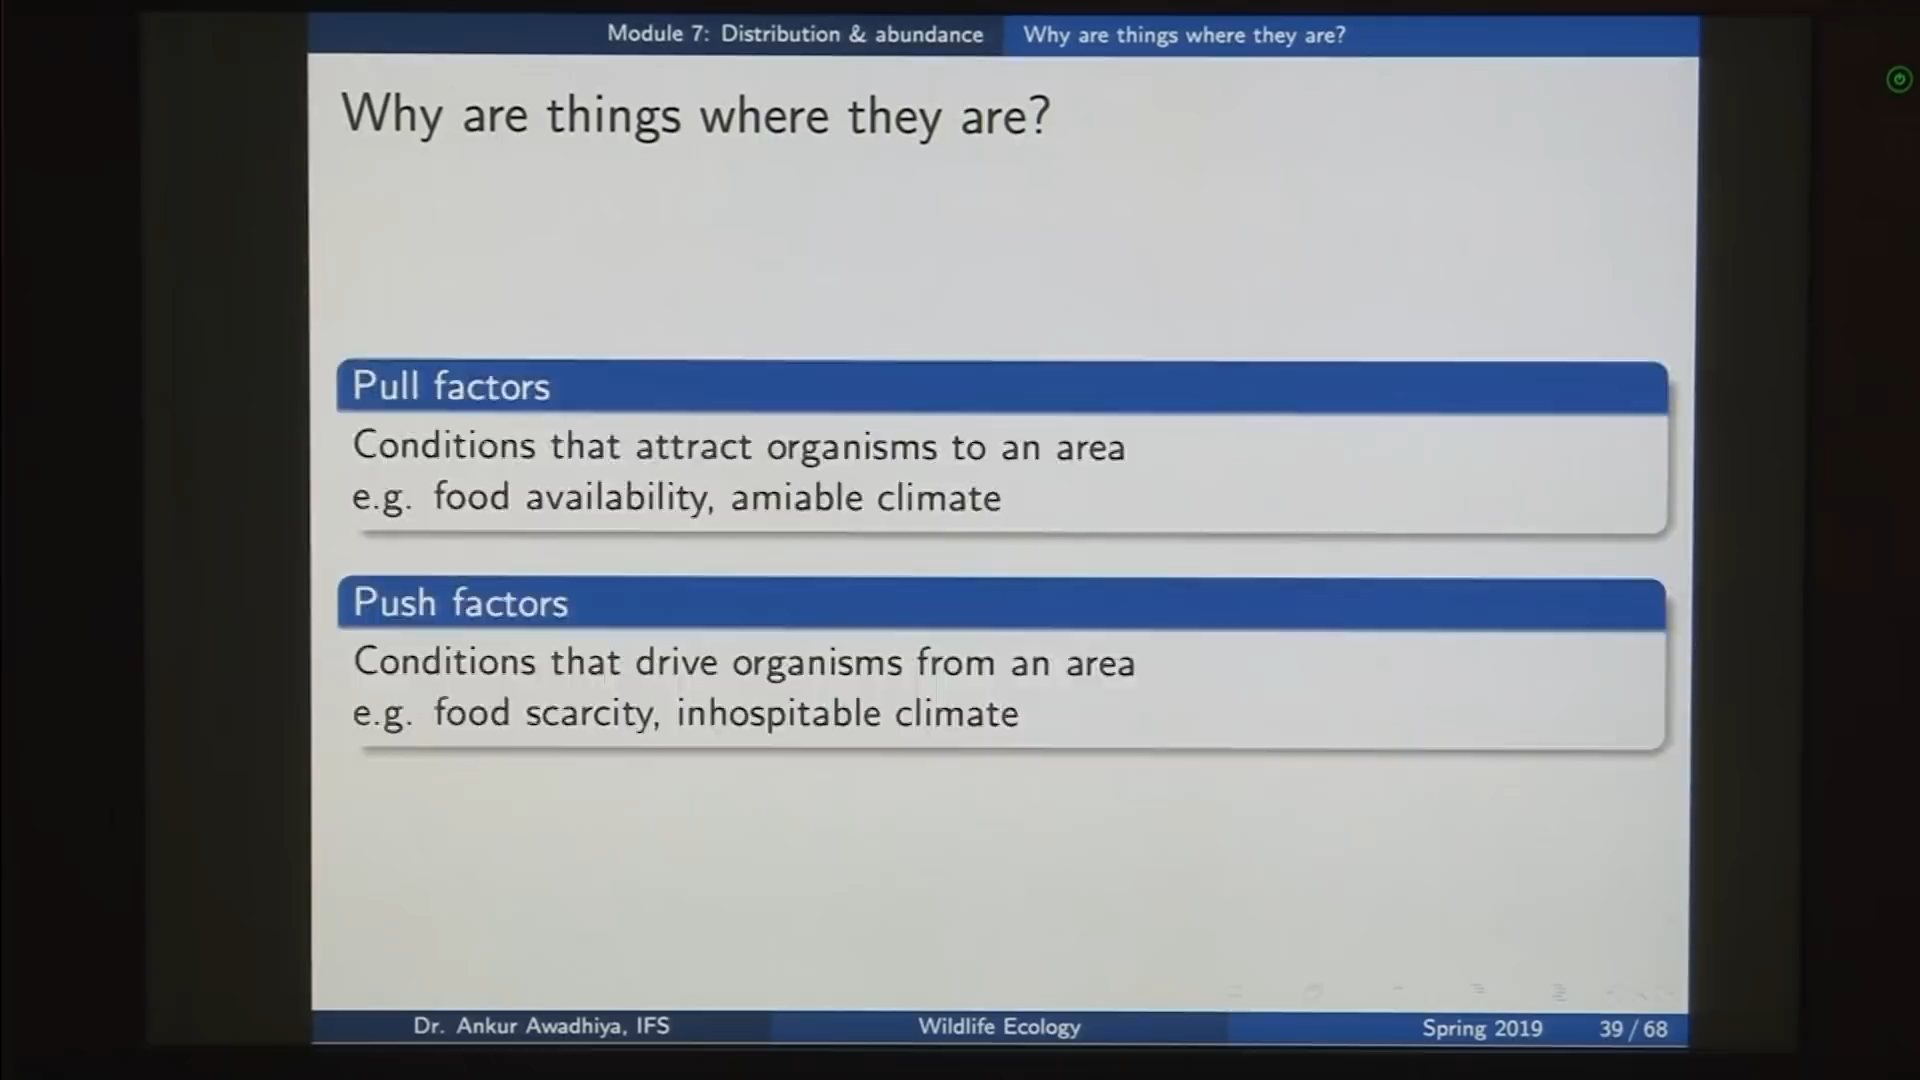 Module 7: Distribution & abundance Why are things where they are?
Why are things where they are?
Pull factors
Conditions that attract organisms to an area
e.g. food availability, amiable climate
Push factors
Conditions that drive organisms from an area
e.g. food scarcity, inhospitable climate
Dr. Ankur Awadhiya, IFS Wildlife Ecology Spring 2019 39 / 68